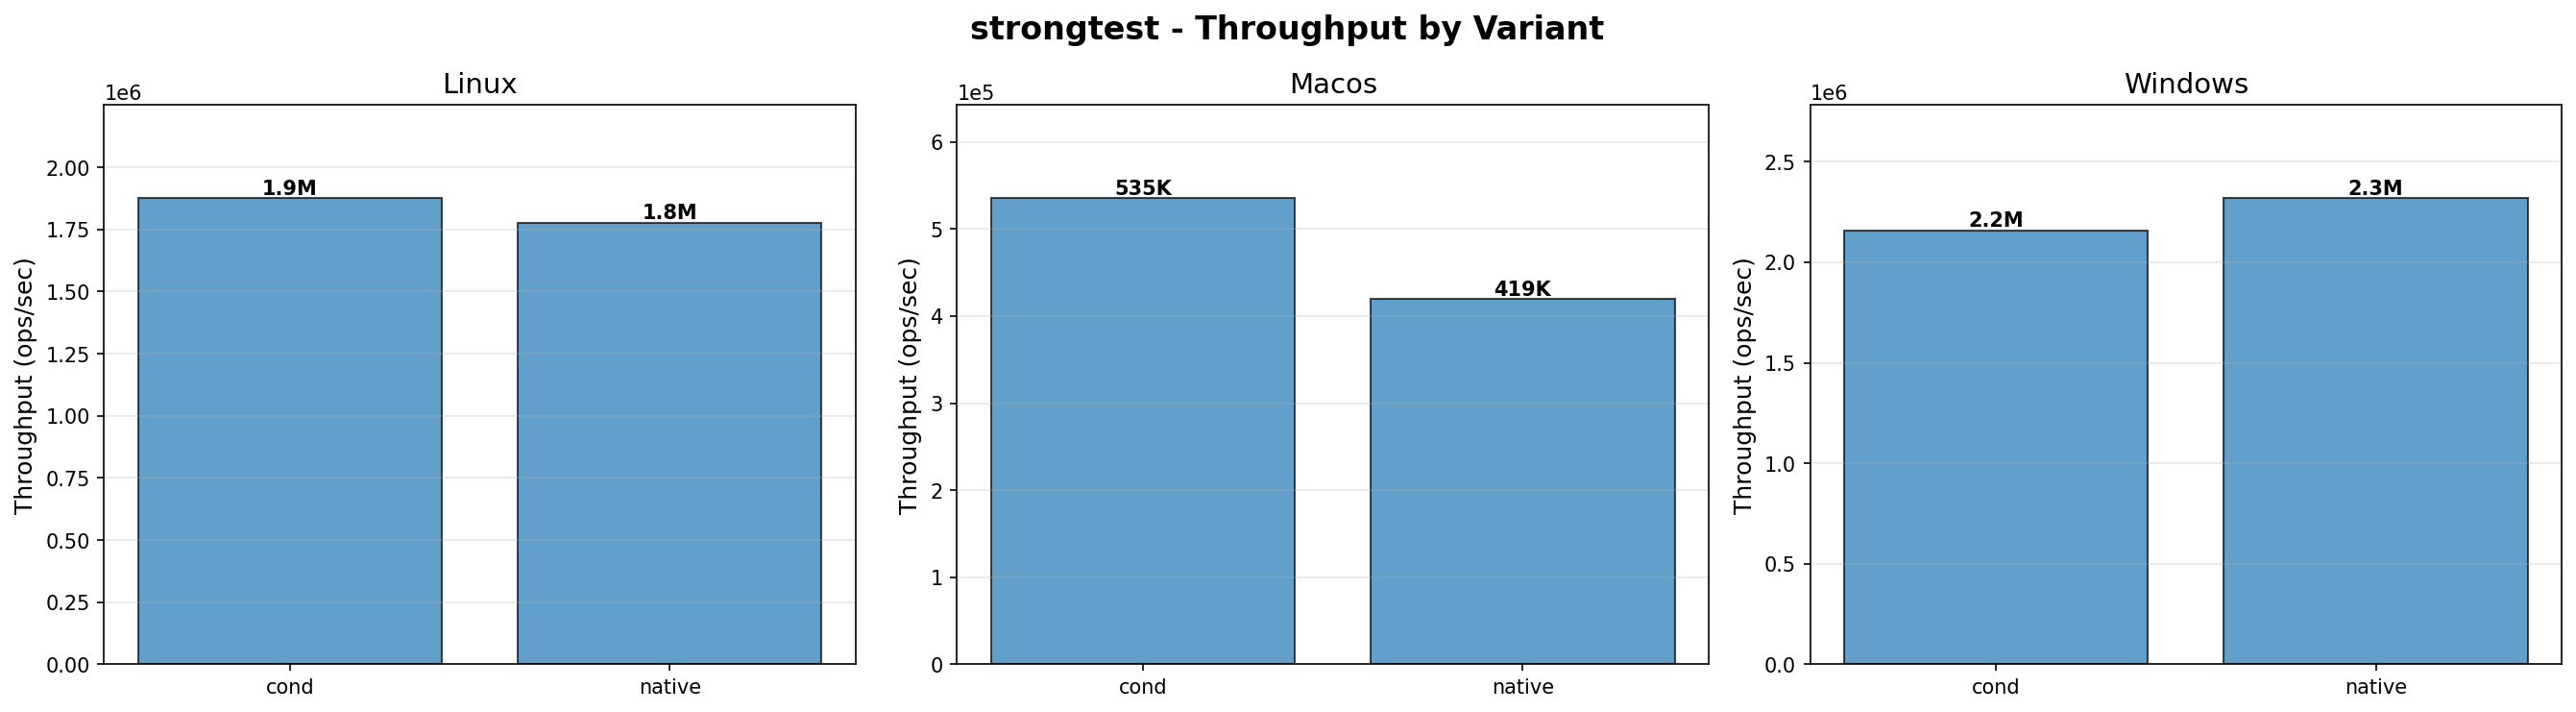 strongtest - Throughput by Variant
Linux
1e6
Throughput (ops/sec)
2.00
1.75
1.50
1.25
1.00
0.75
0.50
0.25
0.00
1.9M
1.8M
cond
native
Macos
1e5
Throughput (ops/sec)
6
5
4
3
2
1
0
535K
419K
cond
native
Windows
1e6
Throughput (ops/sec)
2.5
2.0
1.5
1.0
0.5
0.0
2.2M
2.3M
cond
native